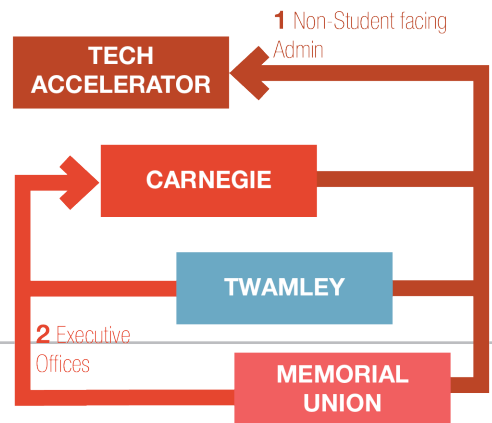 1 Non-Student facing
Admin
TECH
ACCELERATOR
CARNEGIE
TWAMLEY
2 Executive
Offices
MEMORIAL
UNION